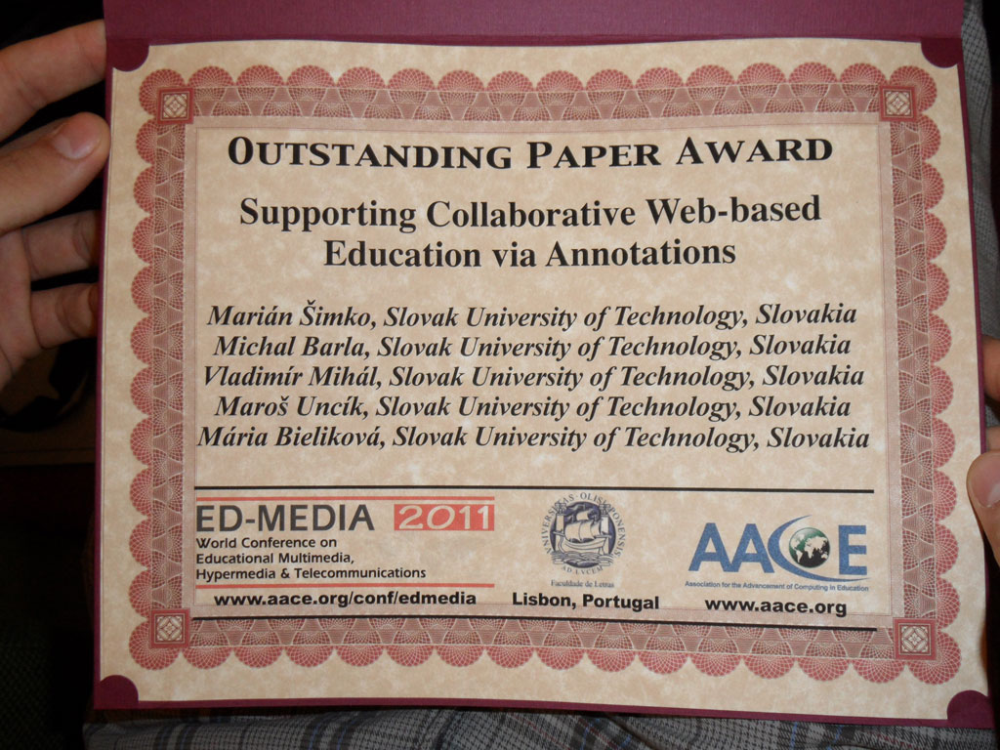 OUTSTANDING PAPER AWARD
Supporting Collaborative Web-based
Education via Annotations
Marián Šimko, Slovak University of Technology, Slovakia
Michal Barla, Slovak University of Technology, Slovakia
Vladimír Mihál, Slovak University of Technology, Slovakia
Maroš Uncík, Slovak University of Technology, Slovakia
Mária Bieliková, Slovak University of Technology, Slovakia
ED-MEDIA 2011
World Conference on
Educational Multimedia,
Hypermedia & Telecommunications
www.aace.org/conf/edmedia
UNIVERSITAS · OLISIPONENSIS
AD LVCEM
Faculdade de Letras
Lisbon, Portugal
AACE
Association for the Advancement of Computing in Education
www.aace.org